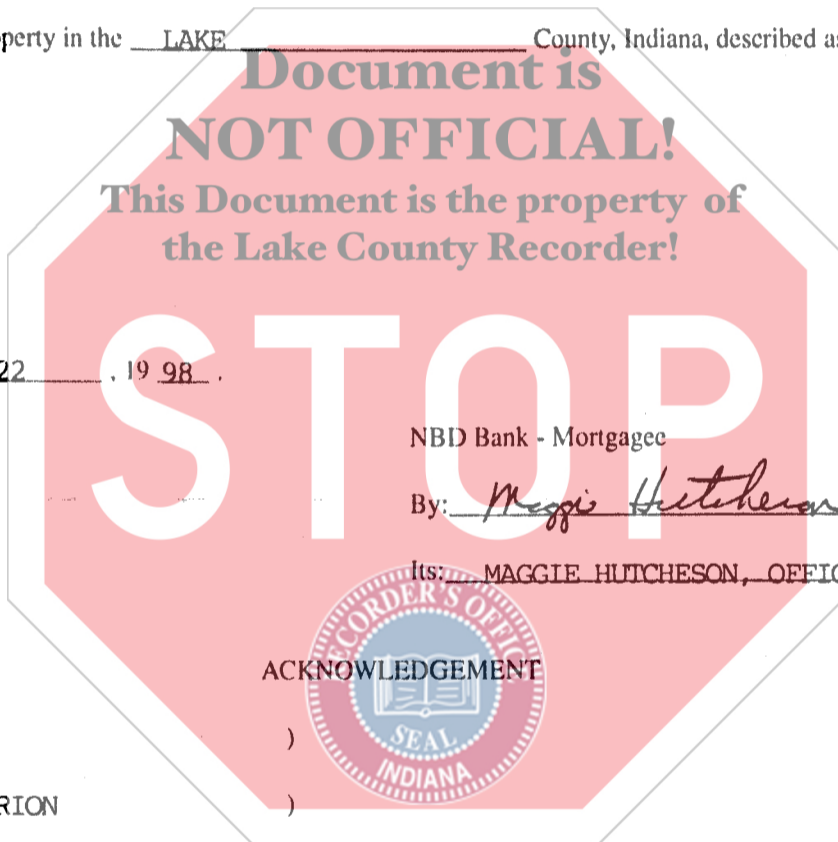 perty in the LAKE County, Indiana, described as
Document is
NOT OFFICIAL!
This Document is the property of
the Lake County Recorder!
STOP
22, 19 98.
NBD Bank - Mortgagee
By: Maggie Hutcheson
Its: MAGGIE HUTCHESON, OFFIC
RECORDER'S OFFICE
ACKNOWLEDGEMENT
)
SEAL
INDIANA
RION )